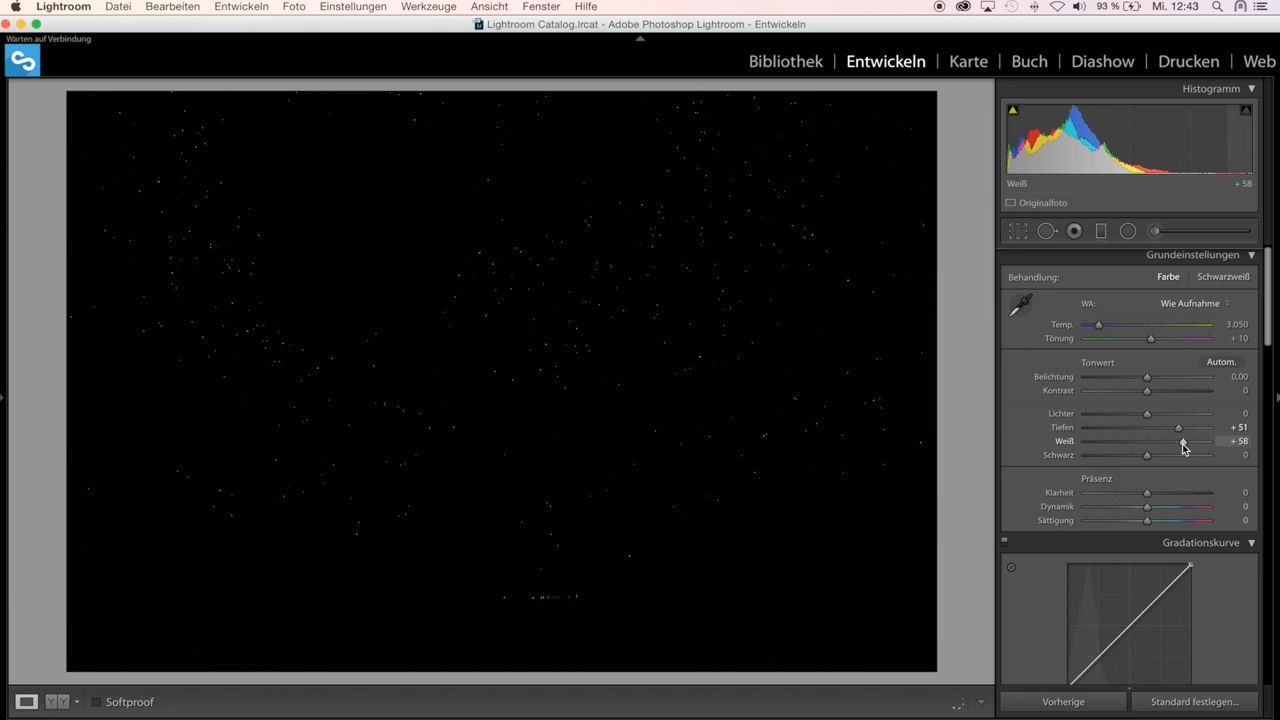 Lightroom Datei Bearbeiten Entwickeln Foto Einstellungen Werkzeuge Ansicht Fenster Hilfe 93 % Mi. 12:43
Lightroom Catalog.lrcat - Adobe Photoshop Lightroom - Entwickeln
Warten auf Verbindung
Bibliothek Entwickeln Karte Buch Diashow Drucken Web
Histogramm
Weiß + 58
Originalfoto
Grundeinstellungen
Behandlung: Farbe Schwarzweiß
WA: Wie Aufnahme
Temp. 3.050
Tönung + 10
Tonwert Autom.
Belichtung 0,00
Kontrast 0
Lichter 0
Tiefen + 51
Weiß + 58
Schwarz 0
Präsenz
Klarheit 0
Dynamik 0
Sättigung 0
Gradationskurve
YY Softproof Vorherige Standard festlegen...